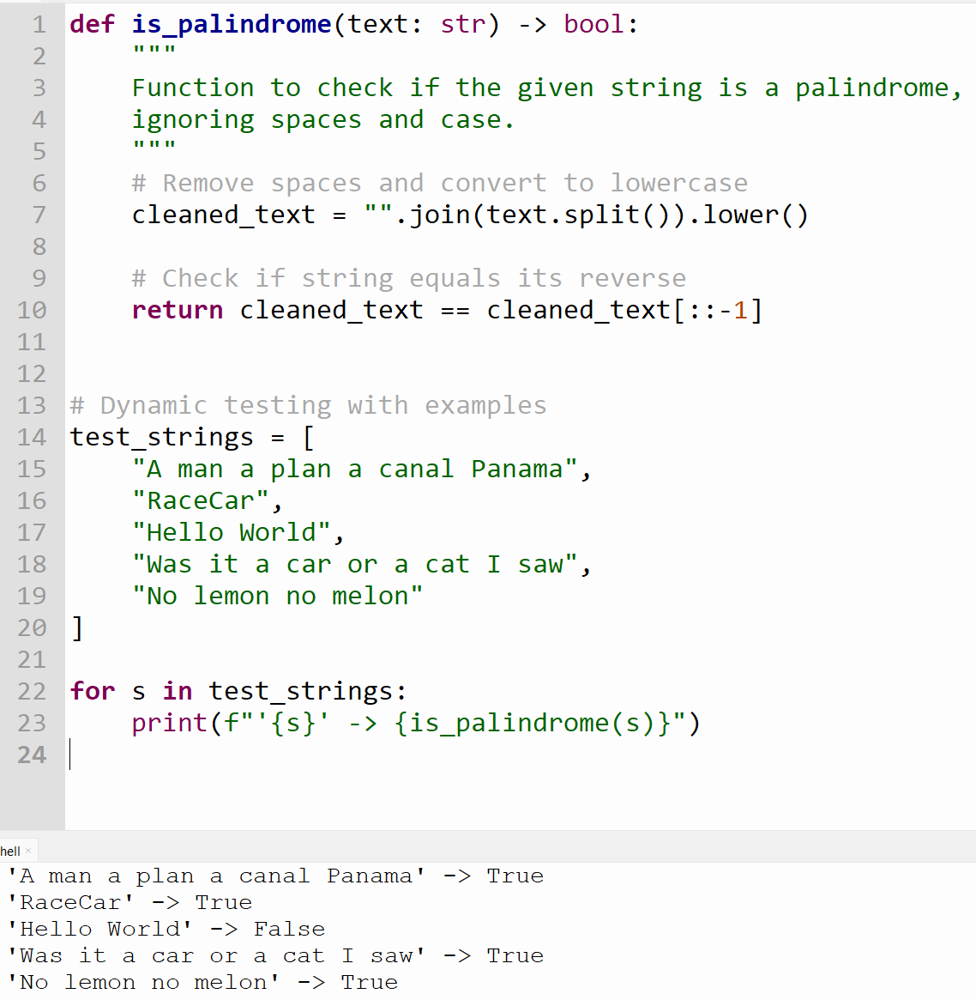 1 def is_palindrome(text: str) -> bool:
2     """
3     Function to check if the given string is a palindrome,
4     ignoring spaces and case.
5     """
6     # Remove spaces and convert to lowercase
7     cleaned_text = "".join(text.split()).lower()
8
9     # Check if string equals its reverse
10     return cleaned_text == cleaned_text[::-1]
11
12
13 # Dynamic testing with examples
14 test_strings = [
15     "A man a plan a canal Panama",
16     "RaceCar",
17     "Hello World",
18     "Was it a car or a cat I saw",
19     "No lemon no melon"
20 ]
21
22 for s in test_strings:
23     print(f"'{s}' -> {is_palindrome(s)}")
24
hell ×
'A man a plan a canal Panama' -> True
'RaceCar' -> True
'Hello World' -> False
'Was it a car or a cat I saw' -> True
'No lemon no melon' -> True